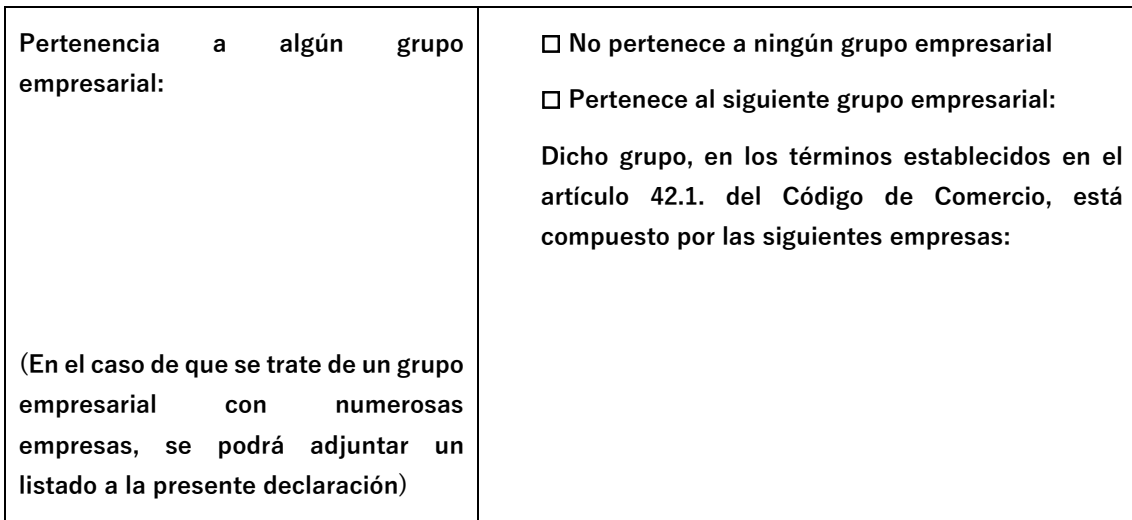 Pertenencia a algún grupo
empresarial:
(En el caso de que se trate de un grupo
empresarial con numerosas
empresas, se podrá adjuntar un
listado a la presente declaración)
☐ No pertenece a ningún grupo empresarial
☐ Pertenece al siguiente grupo empresarial:
Dicho grupo, en los términos establecidos en el
artículo 42.1. del Código de Comercio, está
compuesto por las siguientes empresas: